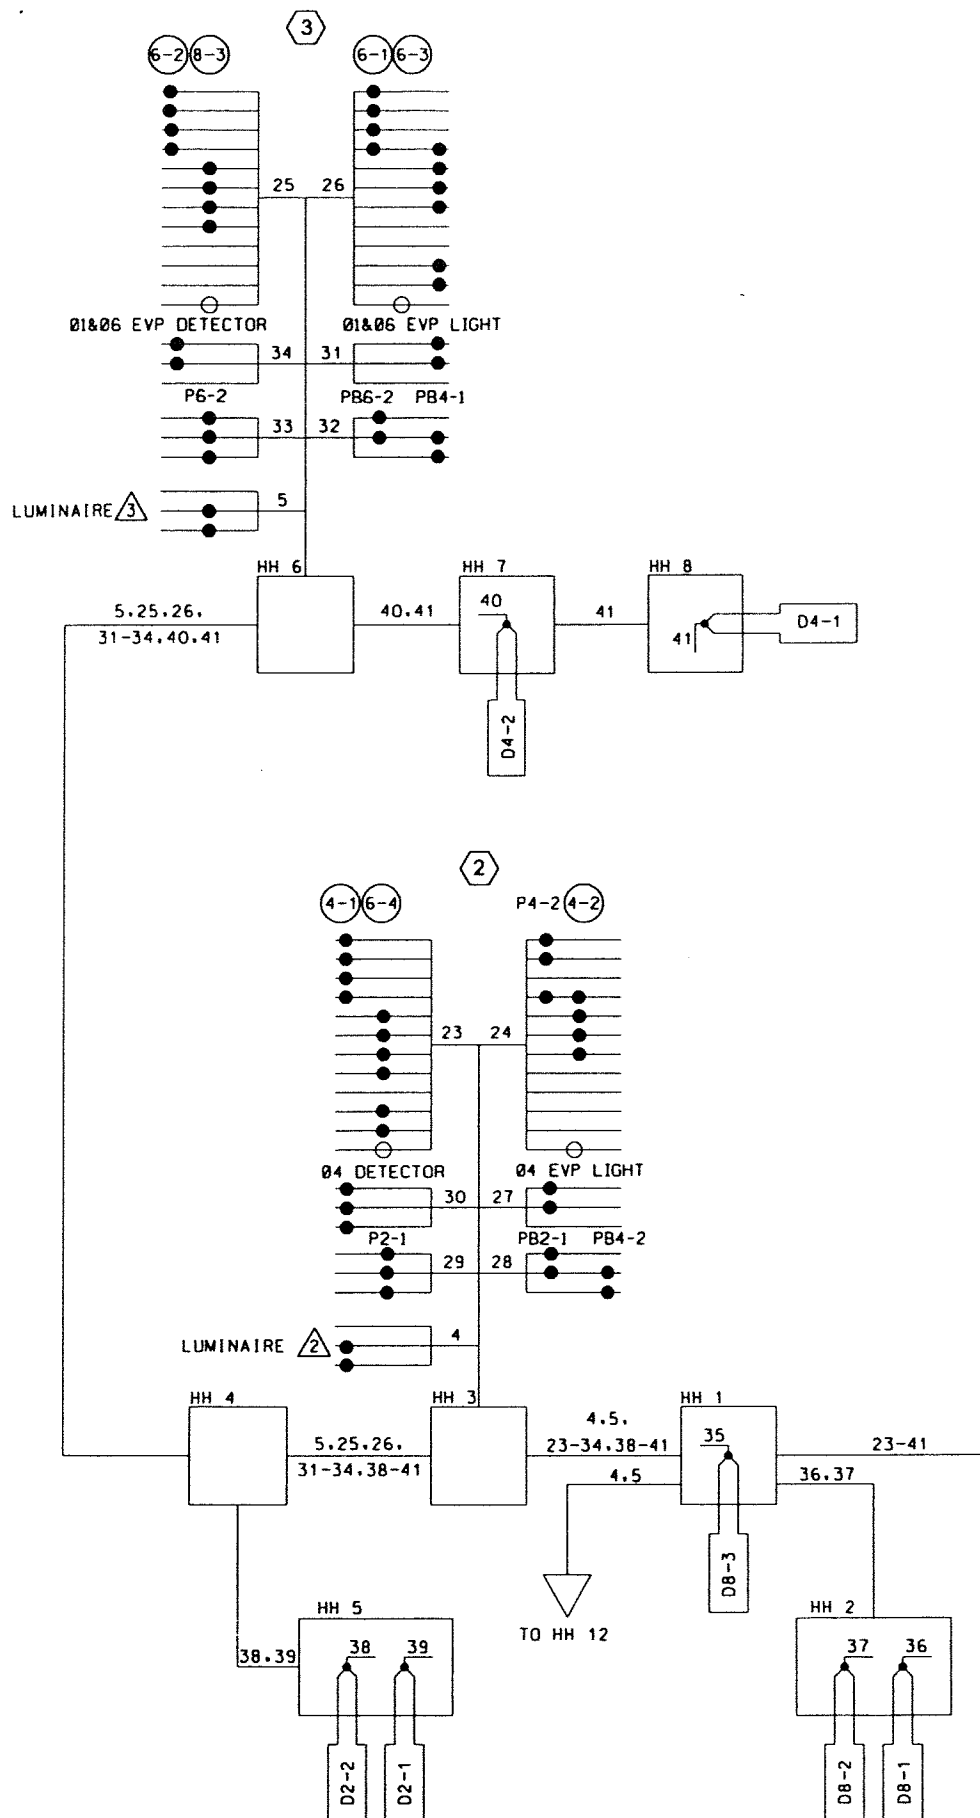 3
6-2 8-3 6-1 6-3
25 26
01&06 EVP DETECTOR 01&06 EVP LIGHT
34 31
P6-2 PB6-2 PB4-1
33 32
5
LUMINAIRE 3
HH 6 HH 7 HH 8
5.25.26.
31-34.40.41
40.41
40
41
41
D4-1
D4-2
2
4-1 6-4 P4-2 4-2
23 24
04 DETECTOR 04 EVP LIGHT
30 27
P2-1 PB2-1 PB4-2
29 28
4
LUMINAIRE 2
HH 4 HH 3 HH 1
5.25.26.
31-34.38-41
4.5.
23-34.38-41
4.5
35
23-41
36.37
D8-3
TO HH 12
HH 5 HH 2
38.39
38 39
37 36
D2-2 D2-1
D8-2 D8-1